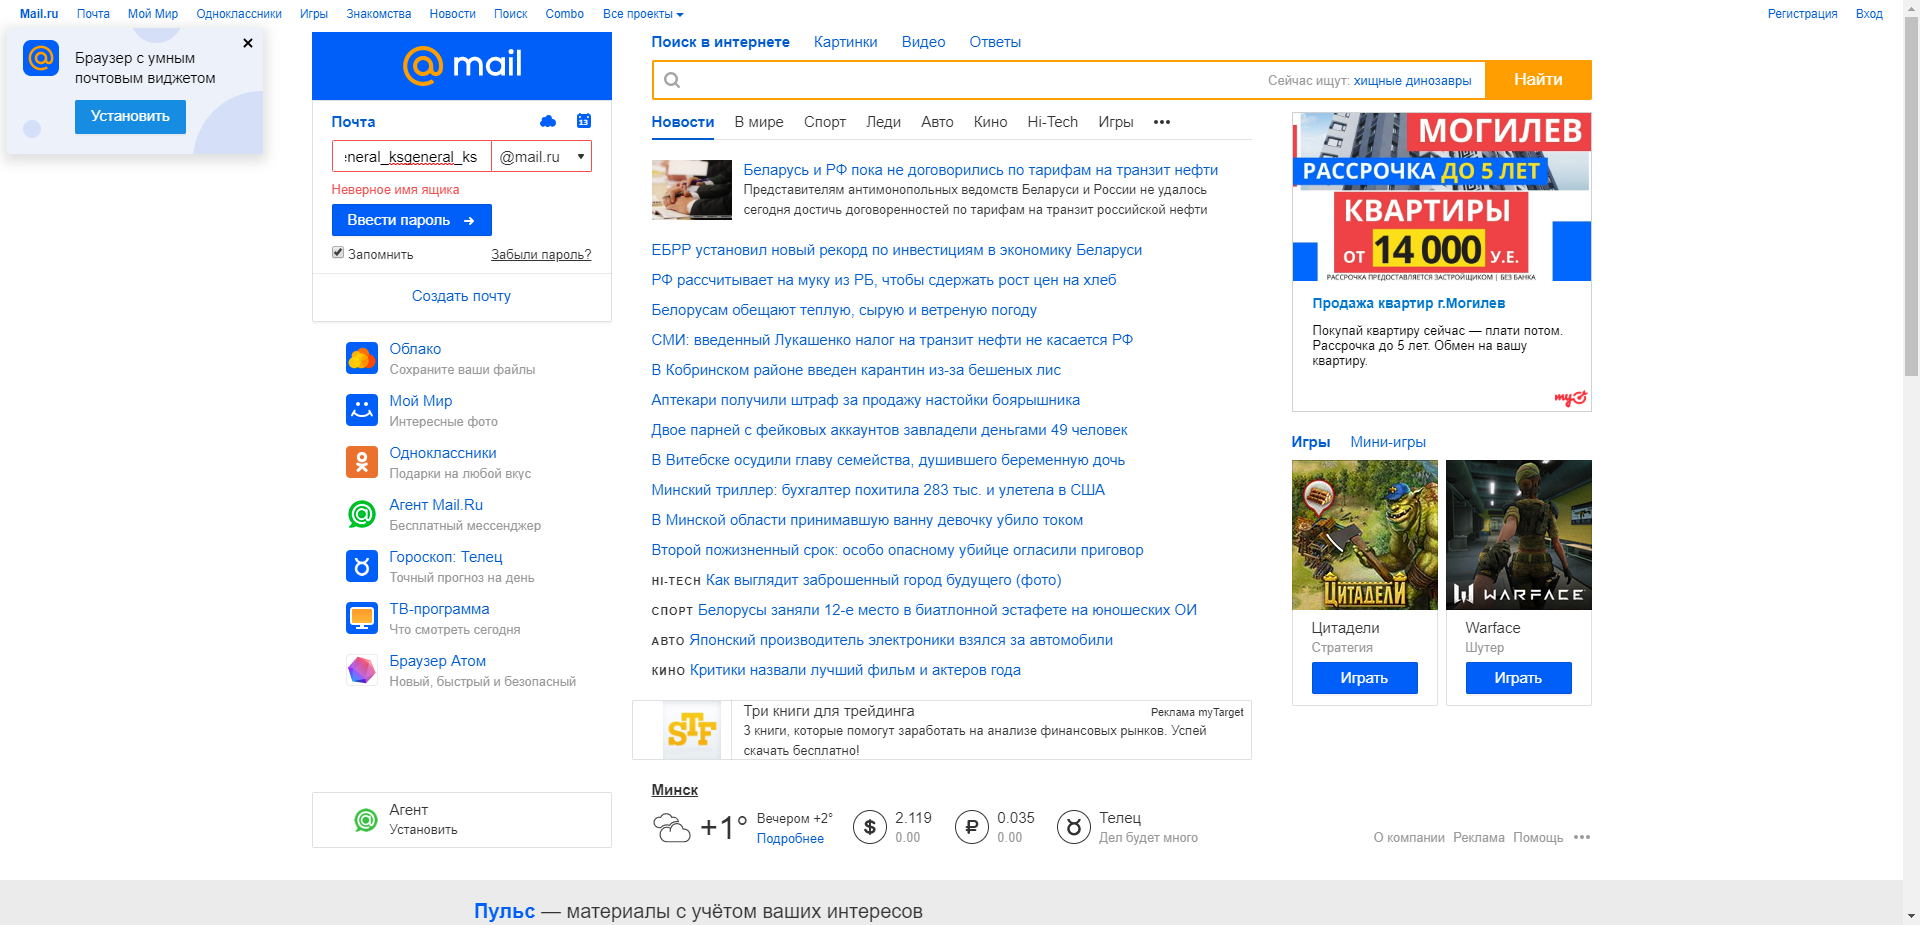 Mail.ru Почта Мой Мир Одноклассники Игры Знакомства Новости Поиск Combo Все проекты Регистрация Вход
Браузер с умным
почтовым виджетом
Установить
mail
Почта
13
eneral_ksgeneral_ks @mail.ru
Неверное имя ящика
Ввести пароль
Запомнить Забыли пароль?
Создать почту
Облако
Сохраните ваши файлы
Мой Мир
Интересные фото
Одноклассники
Подарки на любой вкус
Агент Mail.Ru
Бесплатный мессенджер
Гороскоп: Телец
Точный прогноз на день
ТВ-программа
Что смотреть сегодня
Браузер Атом
Новый, быстрый и безопасный
Агент
Установить
Поиск в интернете Картинки Видео Ответы
Сейчас ищут: хищные динозавры Найти
Новости В мире Спорт Леди Авто Кино Hi-Tech Игры
Беларусь и РФ пока не договорились по тарифам на транзит нефти
Представителям антимонопольных ведомств Беларуси и России не удалось
сегодня достичь договоренностей по тарифам на транзит российской нефти
ЕБРР установил новый рекорд по инвестициям в экономику Беларуси
РФ рассчитывает на муку из РБ, чтобы сдержать рост цен на хлеб
Белорусам обещают теплую, сырую и ветреную погоду
СМИ: введенный Лукашенко налог на транзит нефти не касается РФ
В Кобринском районе введен карантин из-за бешеных лис
Аптекари получили штраф за продажу настойки боярышника
Двое парней с фейковых аккаунтов завладели деньгами 49 человек
В Витебске осудили главу семейства, душившего беременную дочь
Минский триллер: бухгалтер похитила 283 тыс. и улетела в США
В Минской области принимавшую ванну девочку убило током
Второй пожизненный срок: особо опасному убийце огласили приговор
HI-TECH Как выглядит заброшенный город будущего (фото)
СПОРТ Белорусы заняли 12-е место в биатлонной эстафете на юношеских ОИ
АВТО Японский производитель электроники взялся за автомобили
КИНО Критики назвали лучший фильм и актеров года
STF
Три книги для трейдинга Реклама myTarget
3 книги, которые помогут заработать на анализе финансовых рынков. Успей
скачать бесплатно!
Минск
+1° Вечером +2° $ 2.119 ₽ 0.035 Телец
Подробнее 0.00 0.00 Дел будет много
МОГИЛЕВ
РАССРОЧКА ДО 5 ЛЕТ
КВАРТИРЫ
ОТ 14 000 У.Е.
РАССРОЧКА ПРЕДОСТАВЛЯЕТСЯ ЗАСТРОЙЩИКОМ | БЕЗ БАНКА
Продажа квартир г.Могилев
Покупай квартиру сейчас — плати потом.
Рассрочка до 5 лет. Обмен на вашу
квартиру.
my
Игры Мини-игры
ЦИТАДЕЛИ WARFACE
Цитадели Warface
Стратегия Шутер
Играть Играть
О компании Реклама Помощь
Пульс — материалы с учётом ваших интересов